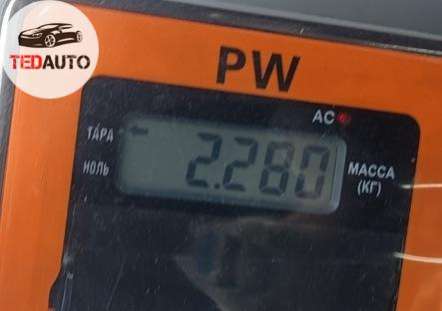 TEDAUTO
PW
AC
ТАРА
НОЛЬ
2.280
МАССА
(КГ)